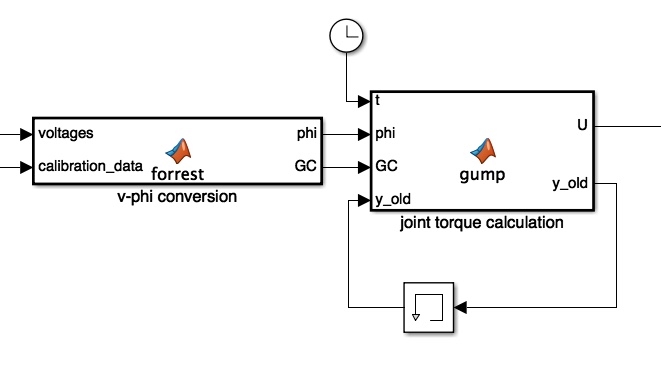 t
voltages
phi
calibration_data
GC
forrest
v-phi conversion
phi
GC
y_old
U
y_old
gump
joint torque calculation